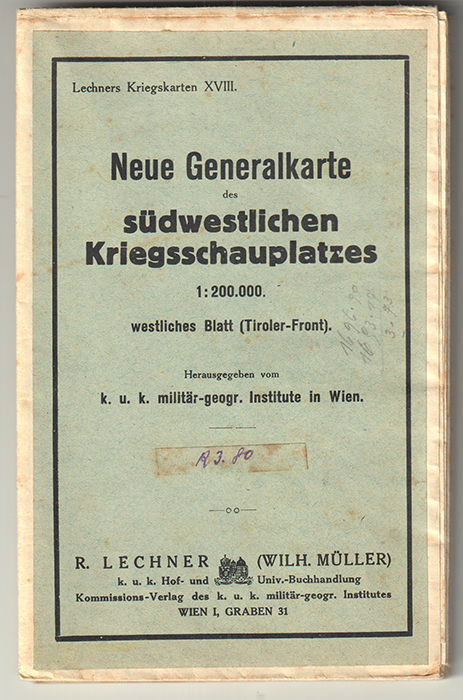 Lechners Kriegskarten XVIII.
Neue Generalkarte
des
südwestlichen
Kriegsschauplatzes
1:200.000.
westliches Blatt (Tiroler-Front).
Herausgegeben vom
k. u. k. militär-geogr. Institute in Wien.
3.80
R. LECHNER (WILH. MÜLLER)
k. u. k. Hof- und Univ.-Buchhandlung
Kommissions-Verlag des k. u. k. militär-geogr. Institutes
WIEN I, GRABEN 31